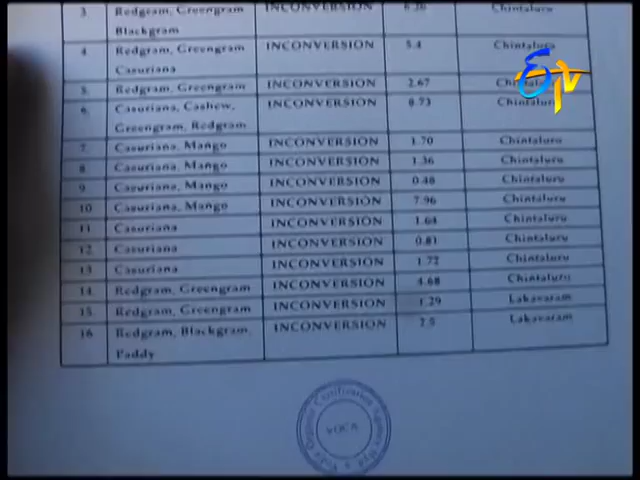 3 Redgram, Greengram INCONVERSION Chintaluru
Blackgram
4 Redgram, Greengram INCONVERSION 5.4 Chintaluru
Casuriana
5 Redgram, Greengram INCONVERSION 2.67
6. Casuriana, Cashew, INCONVERSION 8.73 Chintaluru
Greengram, Redgram
7. Casuriana, Mango INCONVERSION 1.70 Chintaluru
8 Casuriana, Mango INCONVERSION 1.36 Chintaluru
9 Casuriana, Mango INCONVERSION 0.48 Chintaluru
10 Casuriana, Mango INCONVERSION 7.96 Chintaluru
11 Casuriana INCONVERSION 1.64 Chintaluru
12 Casuriana INCONVERSION 0.81 Chintaluru
13 Casuriana INCONVERSION 1.72 Chintaluru
14 Redgram, Greengram INCONVERSION 4.68 Chintaluru
15 Redgram, Greengram INCONVERSION 1.29 Lakavaram
16 Redgram, Blackgram, INCONVERSION 2.5 Lakavaram
Paddy
VOCA